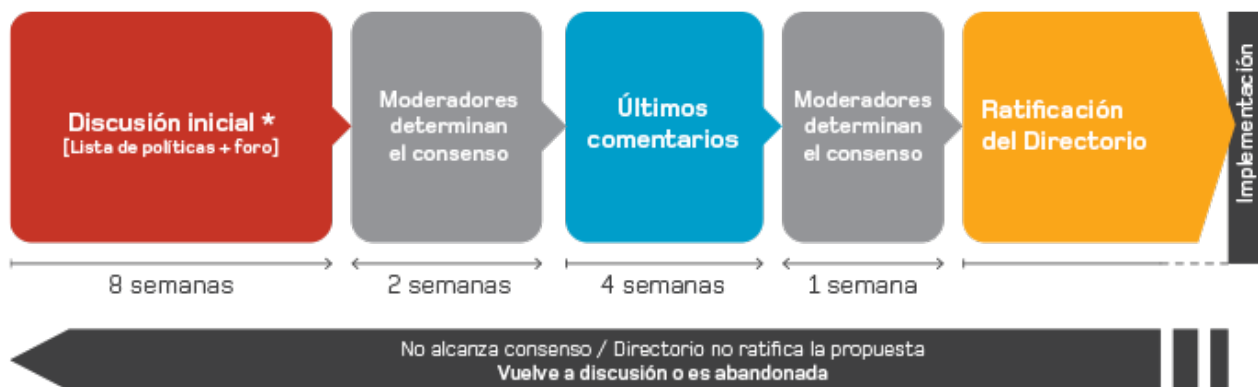 Discusión inicial *
[Lista de políticas + foro]
Moderadores
determinan
el consenso
Últimos
comentarios
Moderadores
determinan
el consenso
Ratificación
del Directorio
Implementación
8 semanas
2 semanas
4 semanas
1 semana
No alcanza consenso / Directorio no ratifica la propuesta
Vuelve a discusión o es abandonada